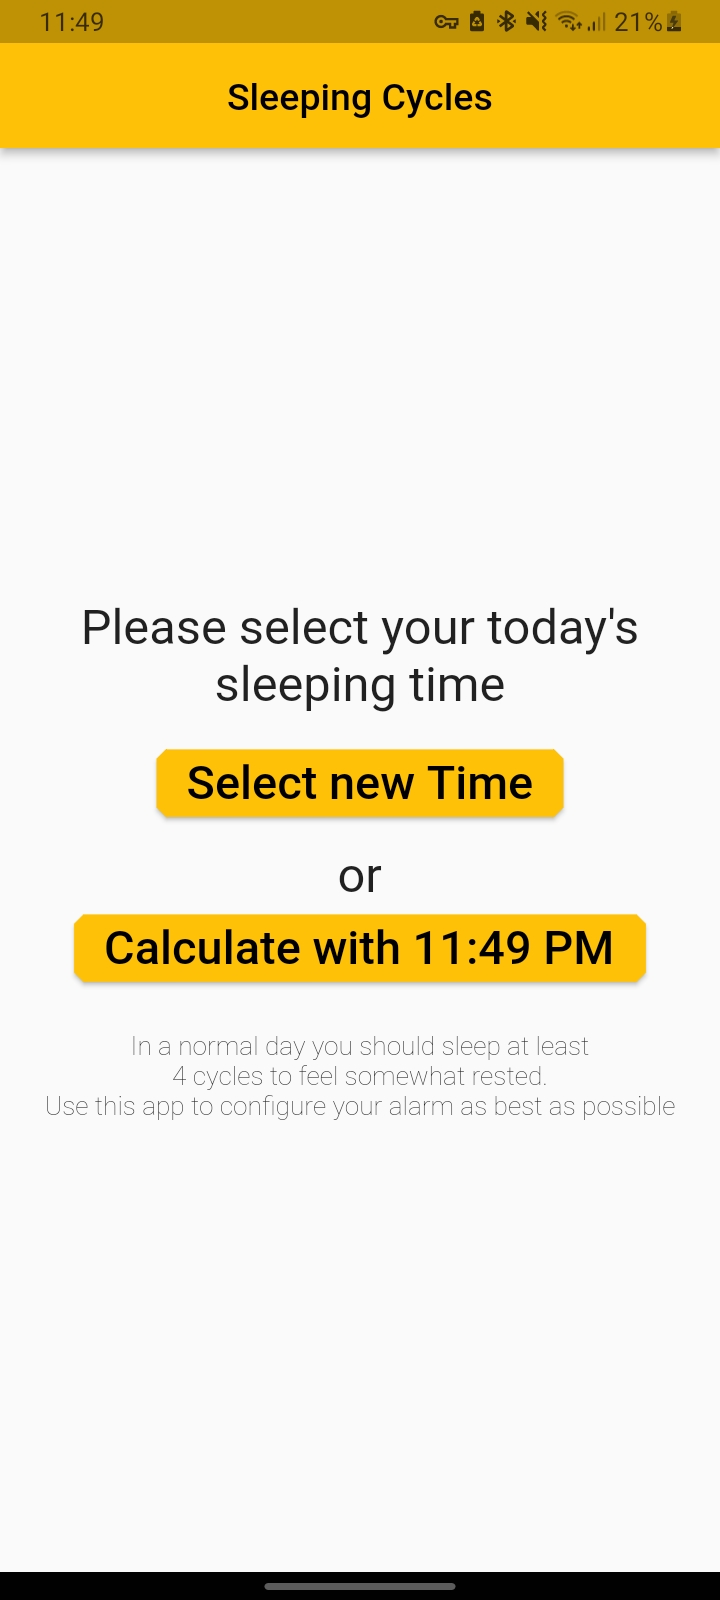 11:49
21%
Sleeping Cycles
Please select your today's
sleeping time
Select new Time
or
Calculate with 11:49 PM
In a normal day you should sleep at least
4 cycles to feel somewhat rested.
Use this app to configure your alarm as best as possible